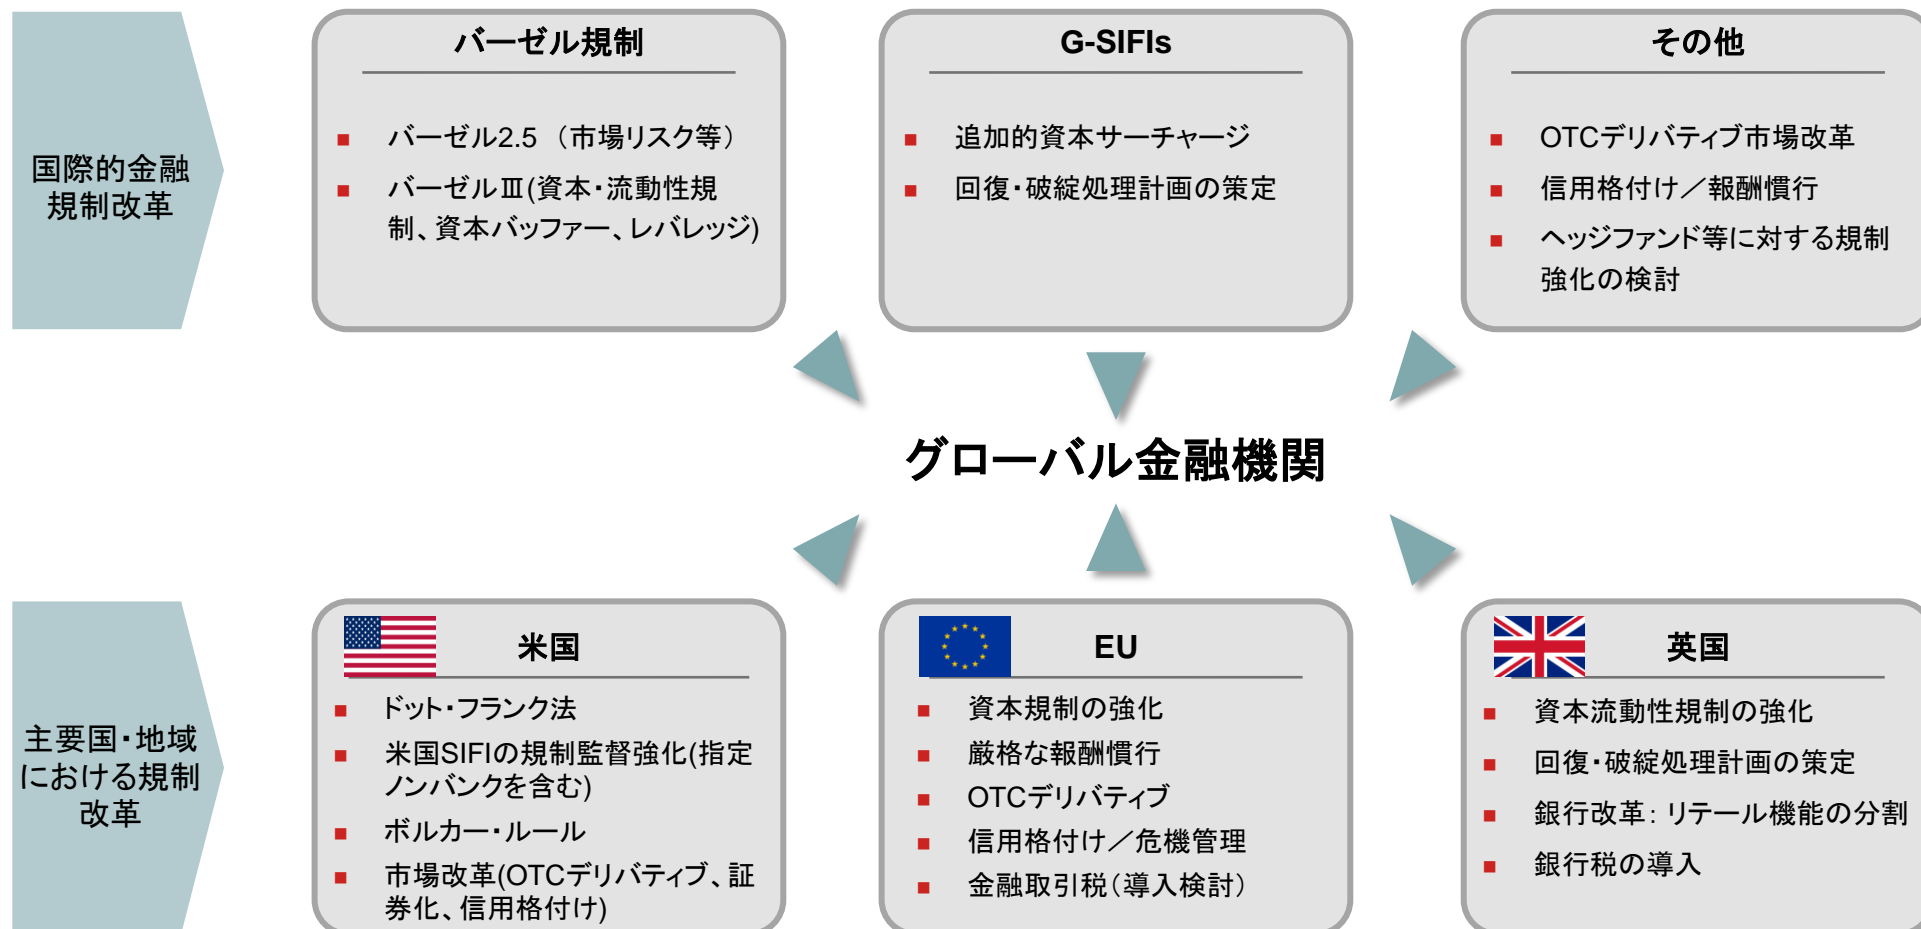 国際的金融
規制改革
バーゼル規制
■ バーゼル2.5 （市場リスク等）
■ バーゼルⅢ(資本・流動性規
制、資本バッファー、レバレッジ)
G-SIFIs
■ 追加的資本サーチャージ
■ 回復・破綻処理計画の策定
その他
■ OTCデリバティブ市場改革
■ 信用格付け／報酬慣行
■ ヘッジファンド等に対する規制
強化の検討
グローバル金融機関
主要国・地域
における規制
改革
米国
■ ドット・フランク法
■ 米国SIFIの規制監督強化(指定
ノンバンクを含む)
■ ボルカー・ルール
■ 市場改革(OTCデリバティブ、証
券化、信用格付け)
EU
■ 資本規制の強化
■ 厳格な報酬慣行
■ OTCデリバティブ
■ 信用格付け／危機管理
■ 金融取引税（導入検討）
英国
■ 資本流動性規制の強化
■ 回復・破綻処理計画の策定
■ 銀行改革：リテール機能の分割
■ 銀行税の導入